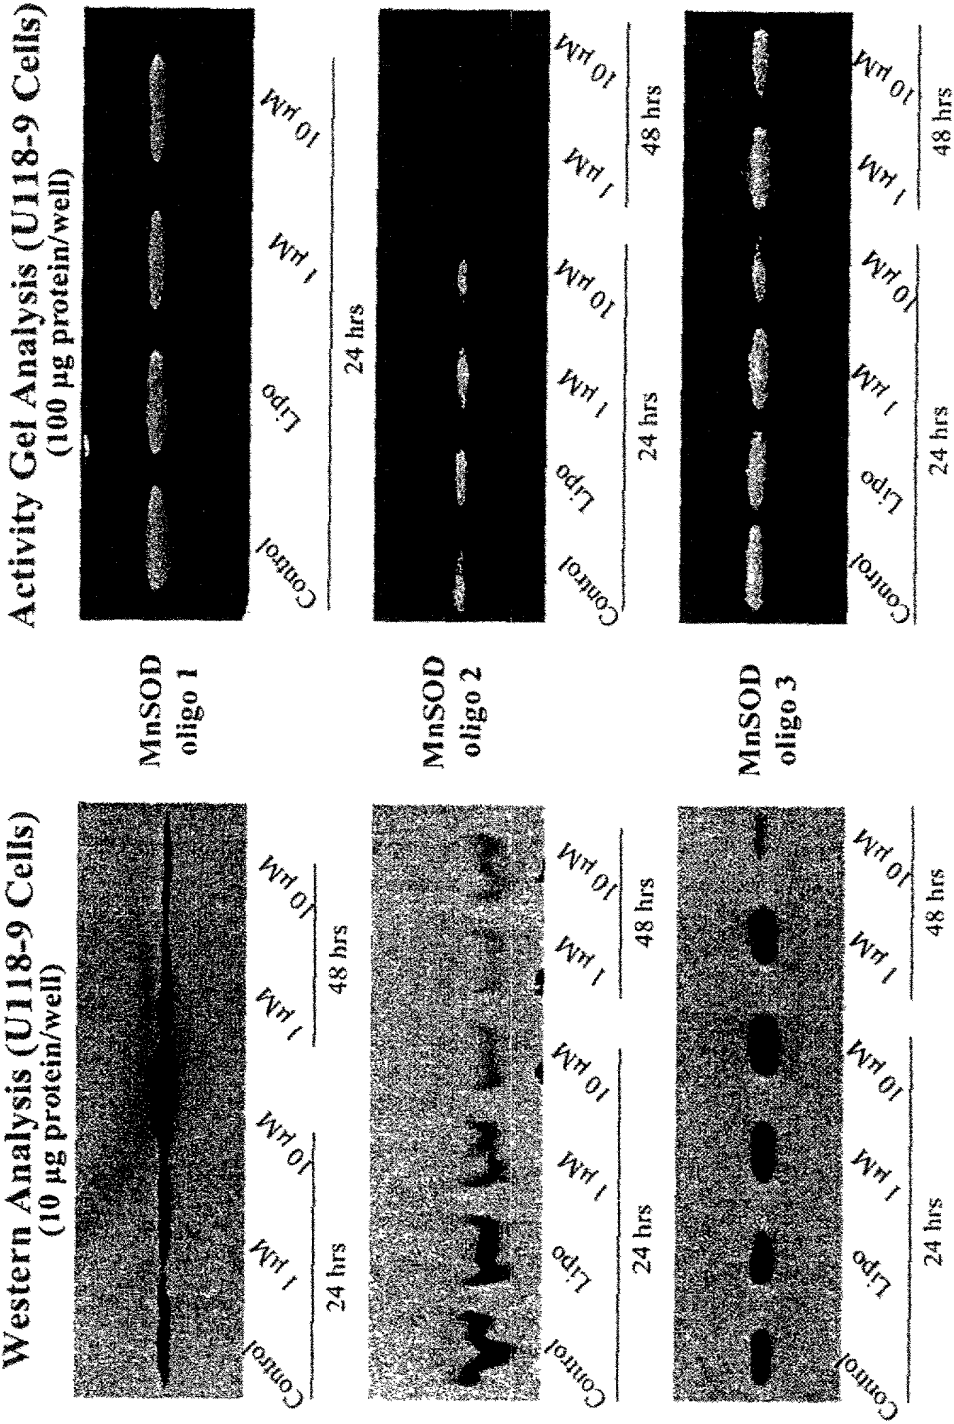 Western Analysis (U118-9 Cells)
(10 µg protein/well)
Activity Gel Analysis (U118-9 Cells)
(100 µg protein/well)
Control 1 µM 10 µM 1 µM 10 µM
24 hrs 48 hrs
MnSOD
oligo 1
Control Lipo 1 µM 10 µM
24 hrs
Control Lipo 1 µM 10 µM 1 µM 10 µM
24 hrs 48 hrs
MnSOD
oligo 2
Control Lipo 1 µM 10 µM 1 µM 10 µM
24 hrs 48 hrs
Control Lipo 1 µM 10 µM 1 µM 10 µM
24 hrs 48 hrs
MnSOD
oligo 3
Control Lipo 1 µM 10 µM 1 µM 10 µM
24 hrs 48 hrs